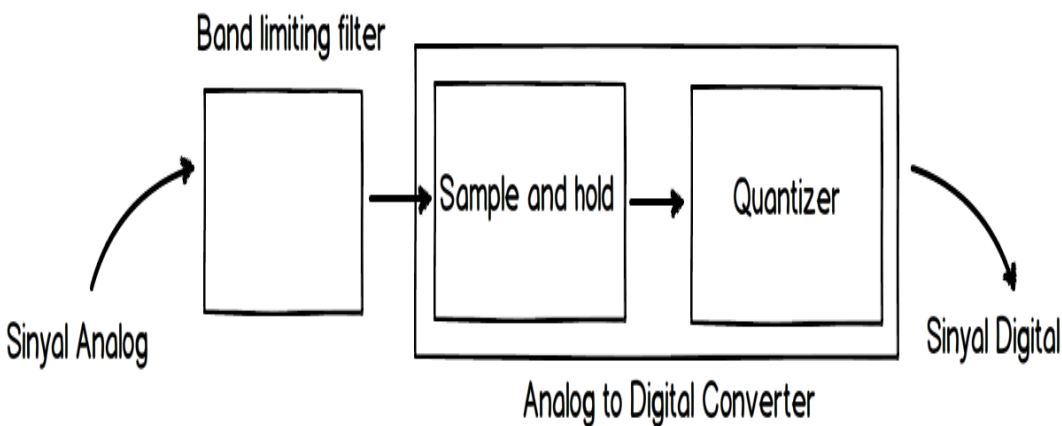 Band limiting filter
Sample and hold
Quantizer
Sinyal Analog
Sinyal Digital
Analog to Digital Converter